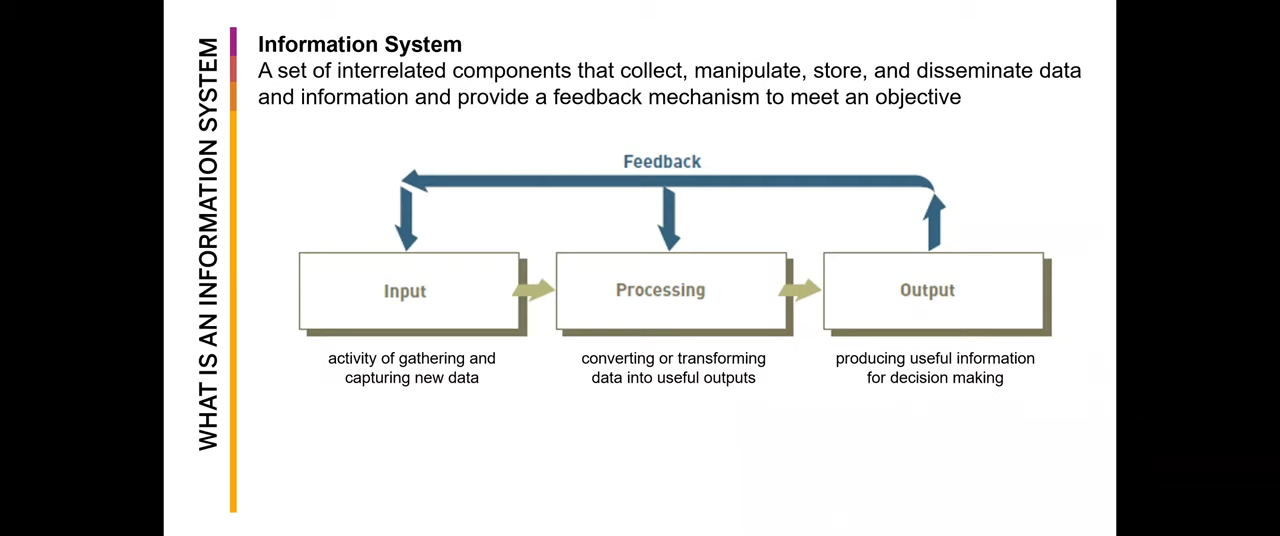 WHAT IS AN INFORMATION SYSTEM
Information System
A set of interrelated components that collect, manipulate, store, and disseminate data
and information and provide a feedback mechanism to meet an objective
Feedback
Input
Processing
Output
activity of gathering and
capturing new data
converting or transforming
data into useful outputs
producing useful information
for decision making